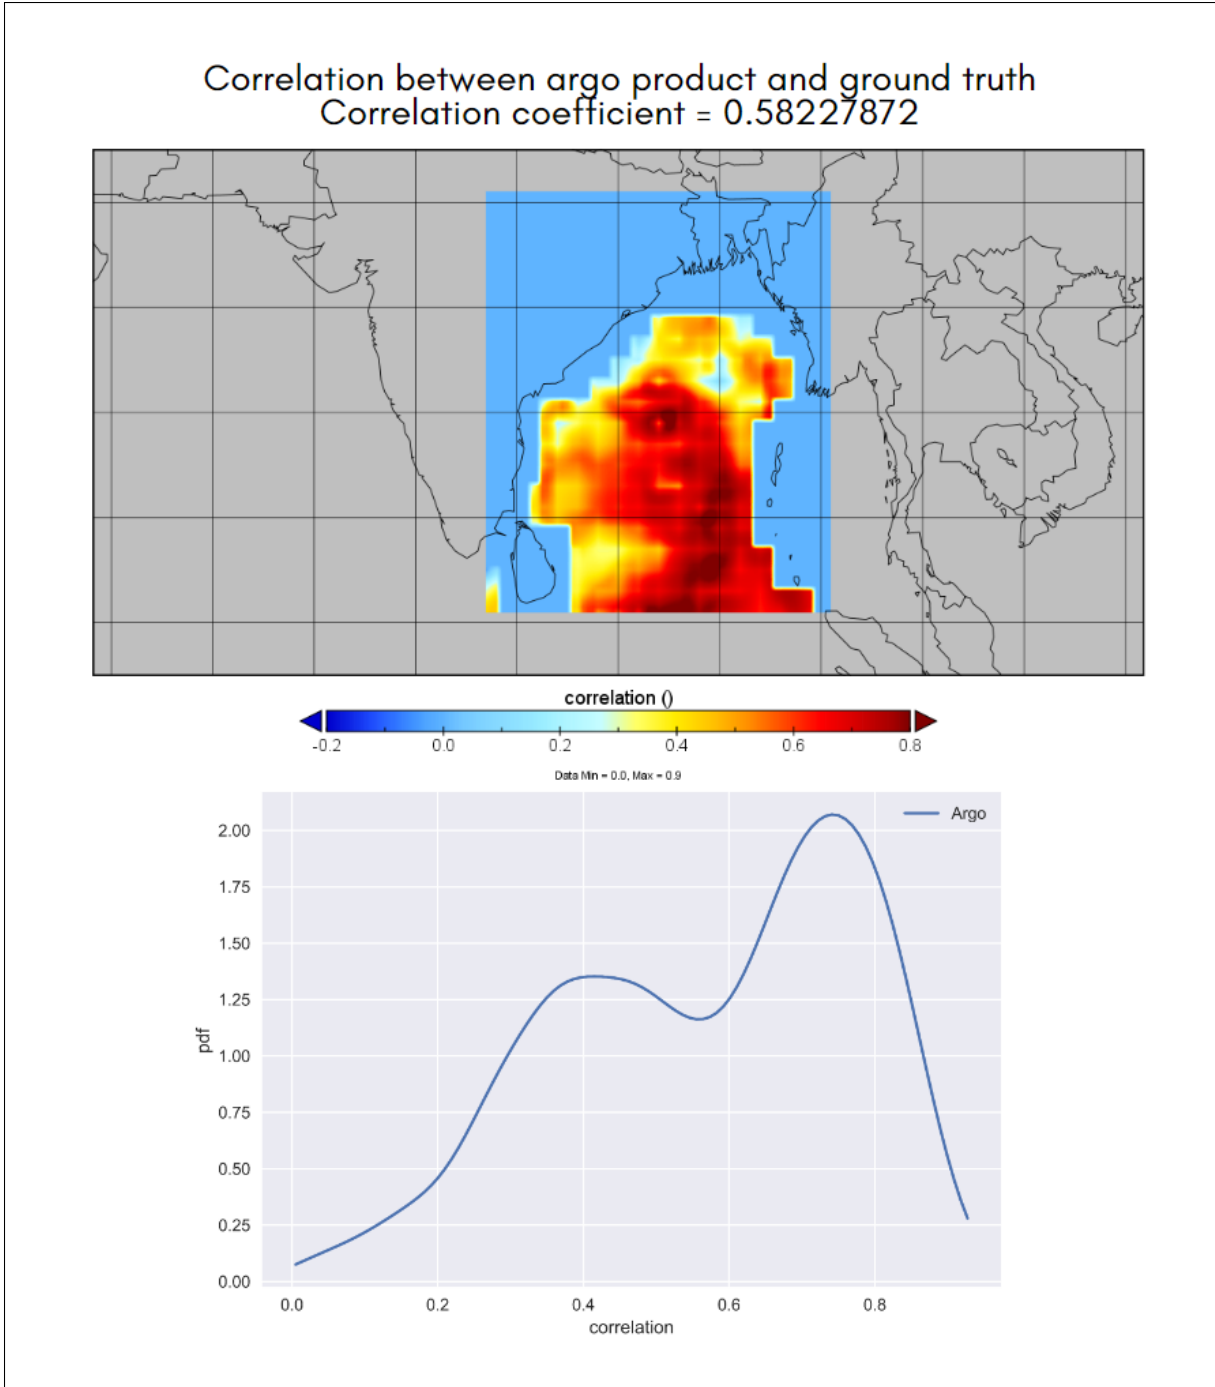 Correlation between argo product and ground truth
Correlation coefficient = 0.58227872
correlation ()
-0.2 0.0 0.2 0.4 0.6 0.8
Data Min = 0.0, Max = 0.9
Argo
2.00
1.75
1.50
1.25
1.00
0.75
0.50
0.25
0.00
pdf
0.0 0.2 0.4 0.6 0.8
correlation